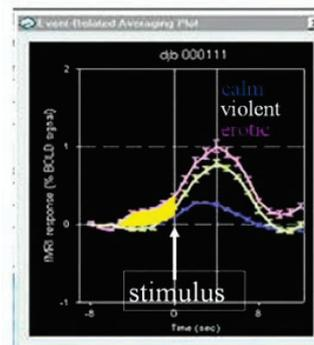 Event-Related Averaging Plot
djb 000111
2
calm
violent
erotic
1
fMRI response (% BOLD signal)
0
stimulus
-1
-8
0
8
Time (sec)